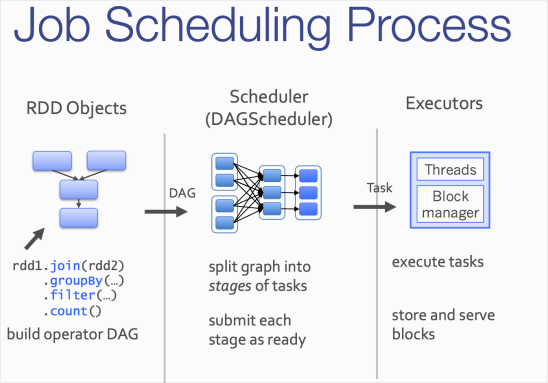 Job Scheduling Process
RDD Objects
rdd1.join(rdd2)
.groupBy(…)
.filter(…)
.count()
build operator DAG
DAG
Scheduler
(DAGScheduler)
split graph into
stages of tasks
submit each
stage as ready
Task
Executors
Threads
Block
manager
execute tasks
store and serve
blocks